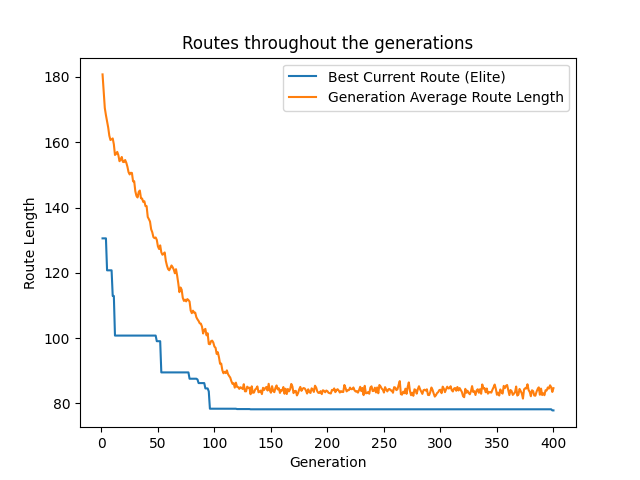 Routes throughout the generations
Best Current Route (Elite)
Generation Average Route Length
Route Length
180
160
140
120
100
80
0 50 100 150 200 250 300 350 400
Generation